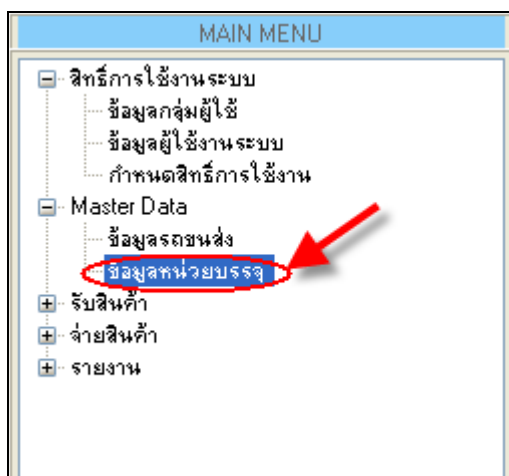 MAIN MENU
สิทธิ์การใช้งานระบบ
ข้อมูลกลุ่มผู้ใช้
ข้อมูลผู้ใช้งานระบบ
กำหนดสิทธิ์การใช้งาน
Master Data
ข้อมูลรถขนส่ง
ข้อมูลหน่วยบรรจุ
รับสินค้า
จ่ายสินค้า
รายงาน